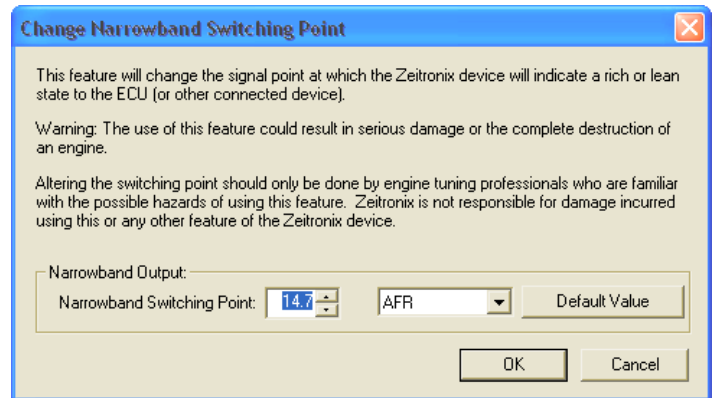 Change Narrowband Switching Point
This feature will change the signal point at which the Zeitronix device will indicate a rich or lean
state to the ECU (or other connected device).
Warning: The use of this feature could result in serious damage or the complete destruction of
an engine.
Altering the switching point should only be done by engine tuning professionals who are familiar
with the possible hazards of using this feature. Zeitronix is not responsible for damage incurred
using this or any other feature of the Zeitronix device.
Narrowband Output:
Narrowband Switching Point: 14.7 AFR Default Value
OK Cancel